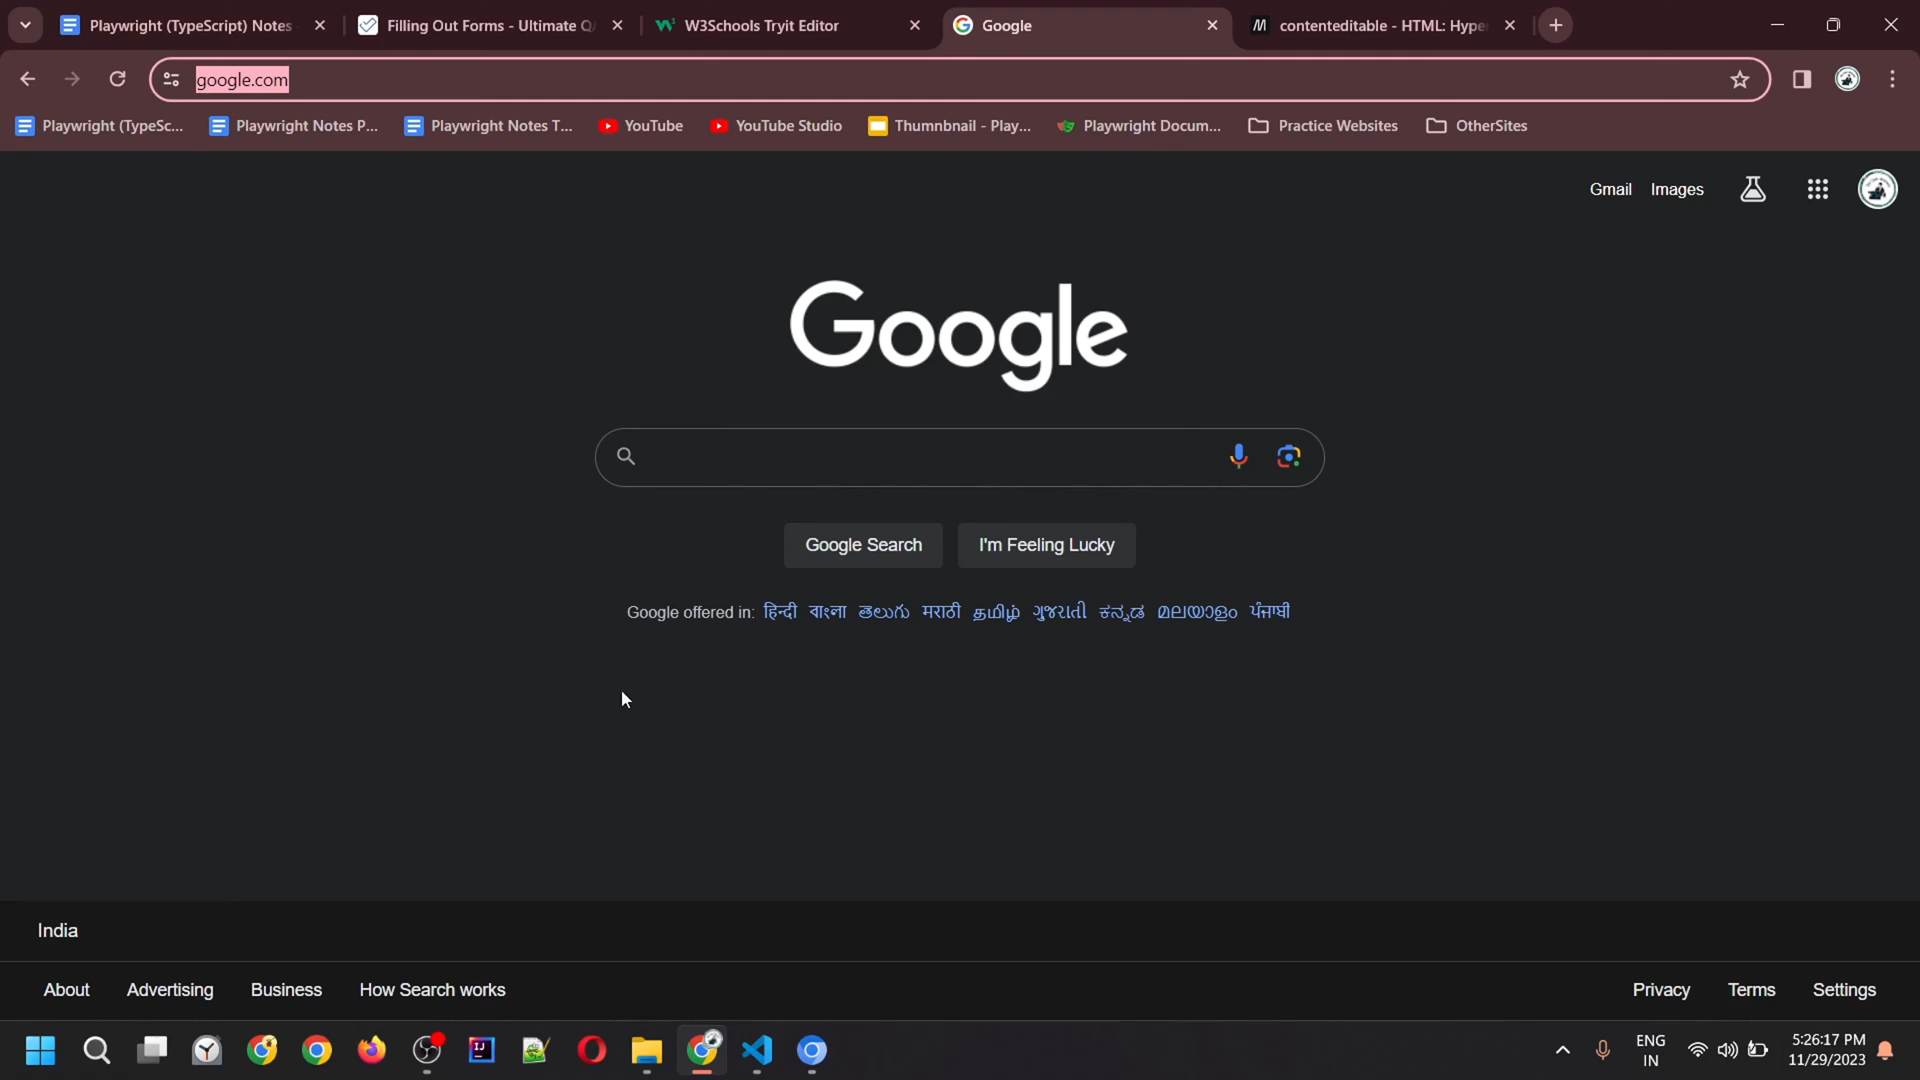 Playwright (TypeScript) Notes
Filling Out Forms - Ultimate Q
W3Schools Tryit Editor
Google
contenteditable - HTML: Hype
google.com
Playwright (TypeSc...
Playwright Notes P...
Playwright Notes T...
YouTube
YouTube Studio
Thumnbnail - Play...
Playwright Docum...
Practice Websites
OtherSites
Gmail Images
Google
Google Search
I'm Feeling Lucky
Google offered in: हिन्दी বাংলা తెలుగు मराठी தமிழ் ગુજરાતી ಕನ್ನಡ മലയാളം ਪੰਜਾਬੀ
India
About Advertising Business How Search works
Privacy Terms Settings
ENG
IN
5:26:17 PM
11/29/2023